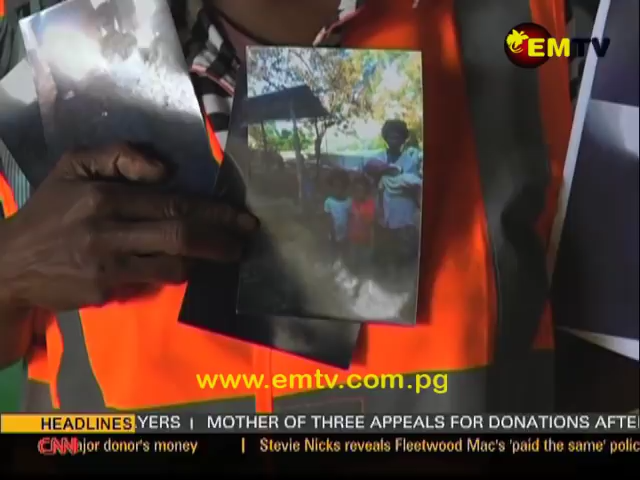 EMTV
www.emtv.com.pg
HEADLINES YERS | MOTHER OF THREE APPEALS FOR DONATIONS AFTE
CNN ajor donor's money | Stevie Nicks reveals Fleetwood Mac's 'paid the same' polic